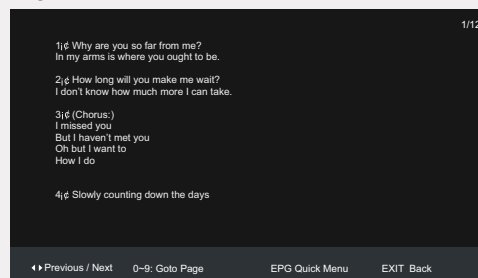 1/12
1¡¢ Why are you so far from me?
In my arms is where you ought to be.
2¡¢ How long will you make me wait?
I don't know how much more I can take.
3¡¢ (Chorus:)
I missed you
But I haven't met you
Oh but I want to
How I do
4¡¢ Slowly counting down the days
Previous / Next 0~9: Goto Page EPG Quick Menu EXIT Back